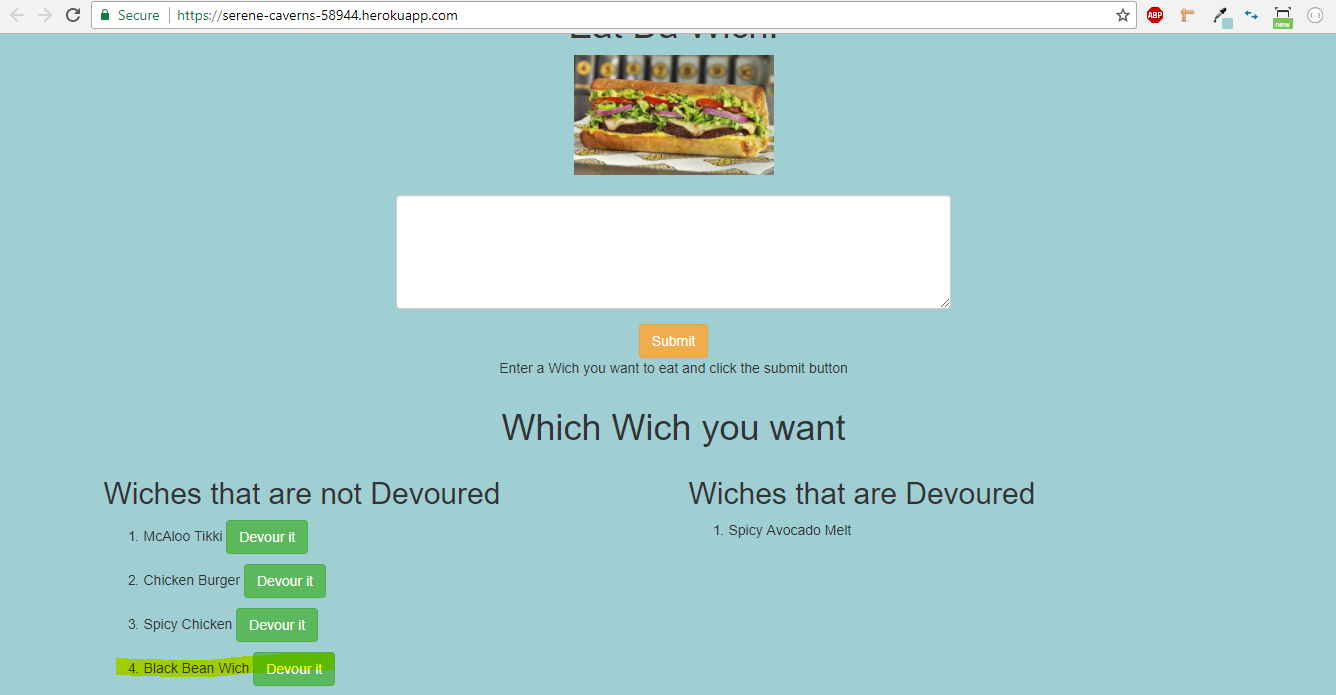 Secure https://serene-caverns-58944.herokuapp.com
ABP
new
Eat Da Wich!
Submit
Enter a Wich you want to eat and click the submit button
Which Wich you want
Wiches that are not Devoured
1. McAloo Tikki Devour it
2. Chicken Burger Devour it
3. Spicy Chicken Devour it
4. Black Bean Wich Devour it
Wiches that are Devoured
1. Spicy Avocado Melt